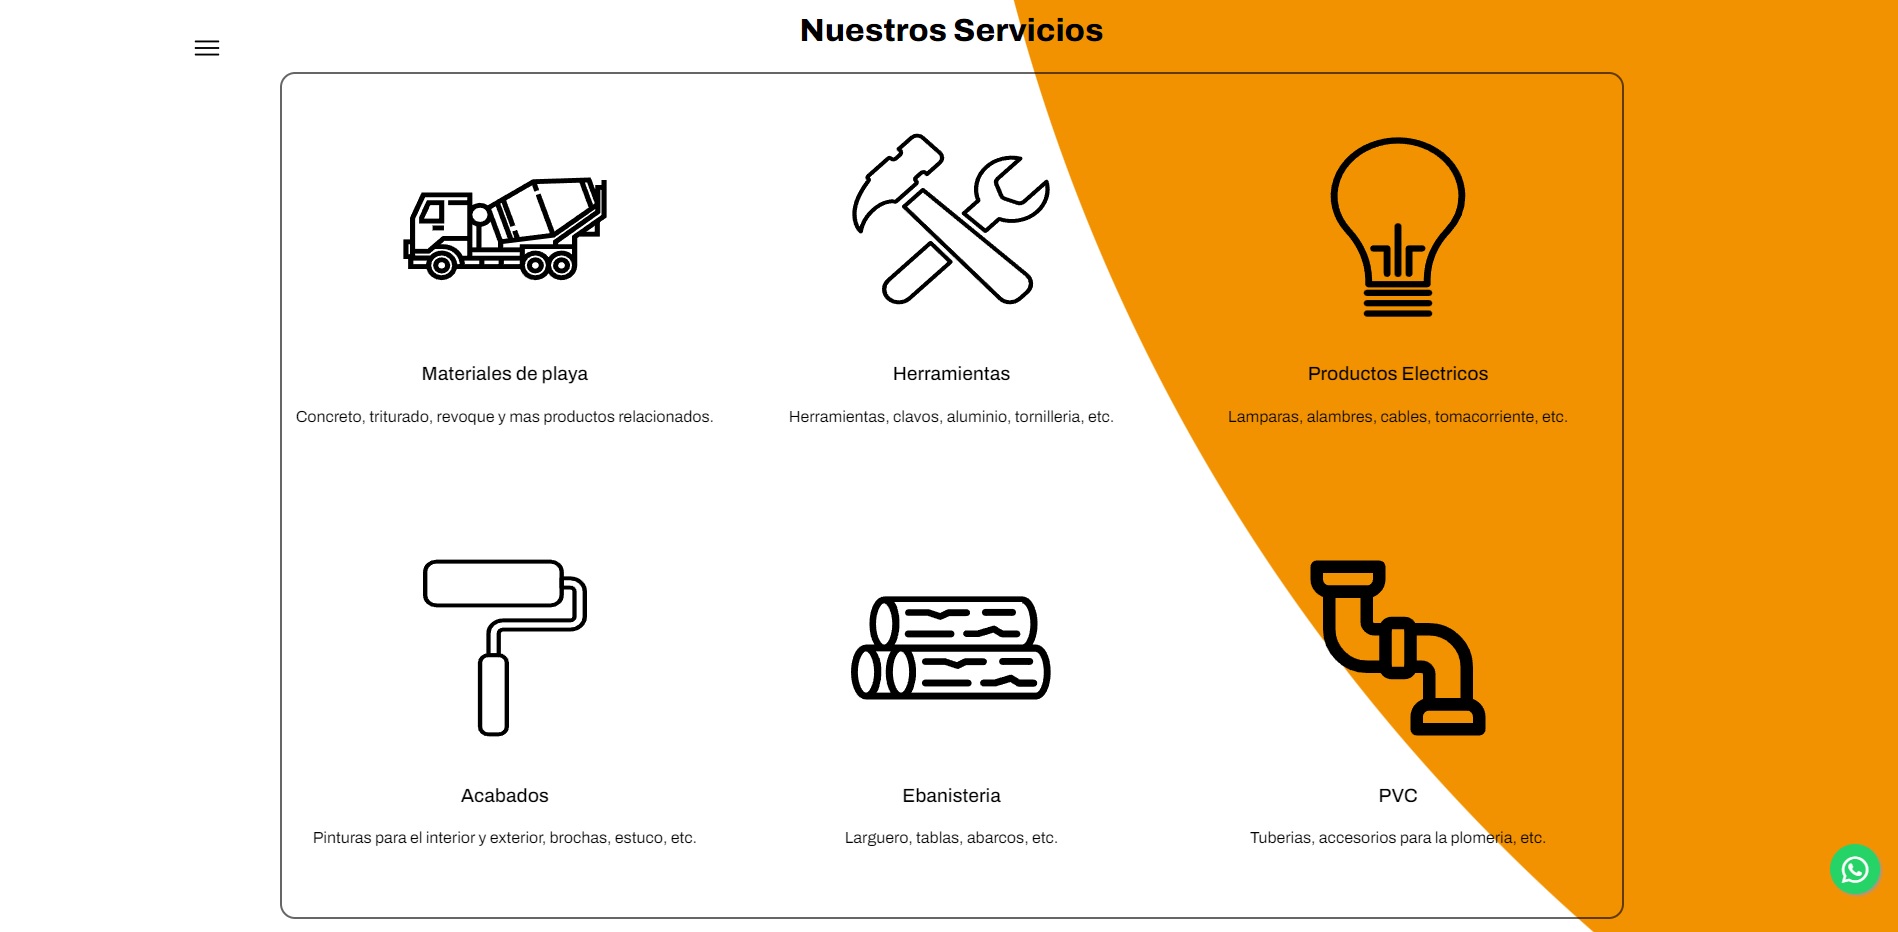 Nuestros Servicios
Materiales de playa
Concreto, triturado, revoque y mas productos relacionados.
Herramientas
Herramientas, clavos, aluminio, tornilleria, etc.
Productos Electricos
Lamparas, alambres, cables, tomacorriente, etc.
Acabados
Pinturas para el interior y exterior, brochas, estuco, etc.
Ebanisteria
Larguero, tablas, abarcos, etc.
PVC
Tuberias, accesorios para la plomeria, etc.